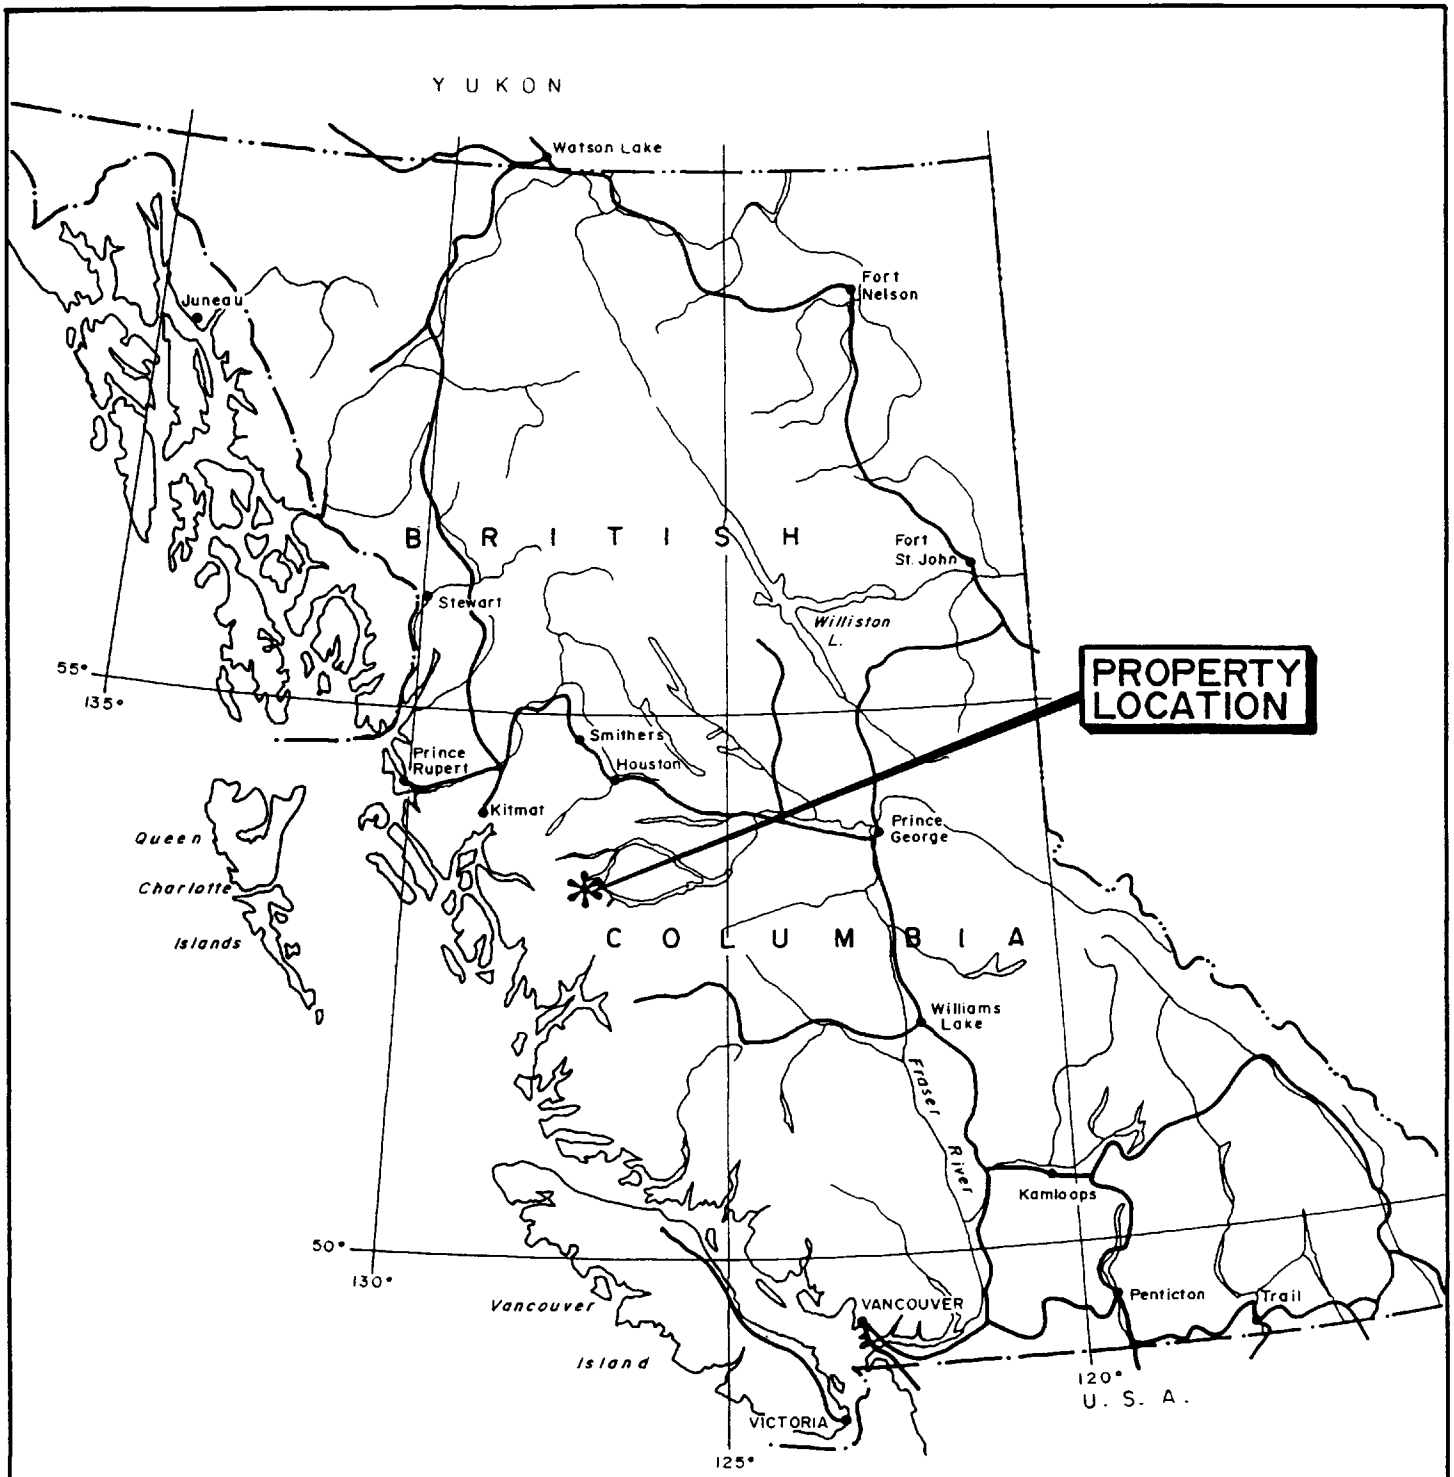 YUKON
Watson Lake
Fort
Nelson
Juneau
BRITISH
Fort
St. John
Stewart
Williston
L.
55°
135°
PROPERTY
LOCATION
Smithers
Prince
Rupert
Houston
Kitmat
Prince
George
Queen
Charlotte
Islands
COLUMBIA
Williams
Lake
Fraser
River
Kamloops
50°
130°
Vancouver
Island
VANCOUVER
Penticton
Trail
120°
U. S. A.
VICTORIA
125°